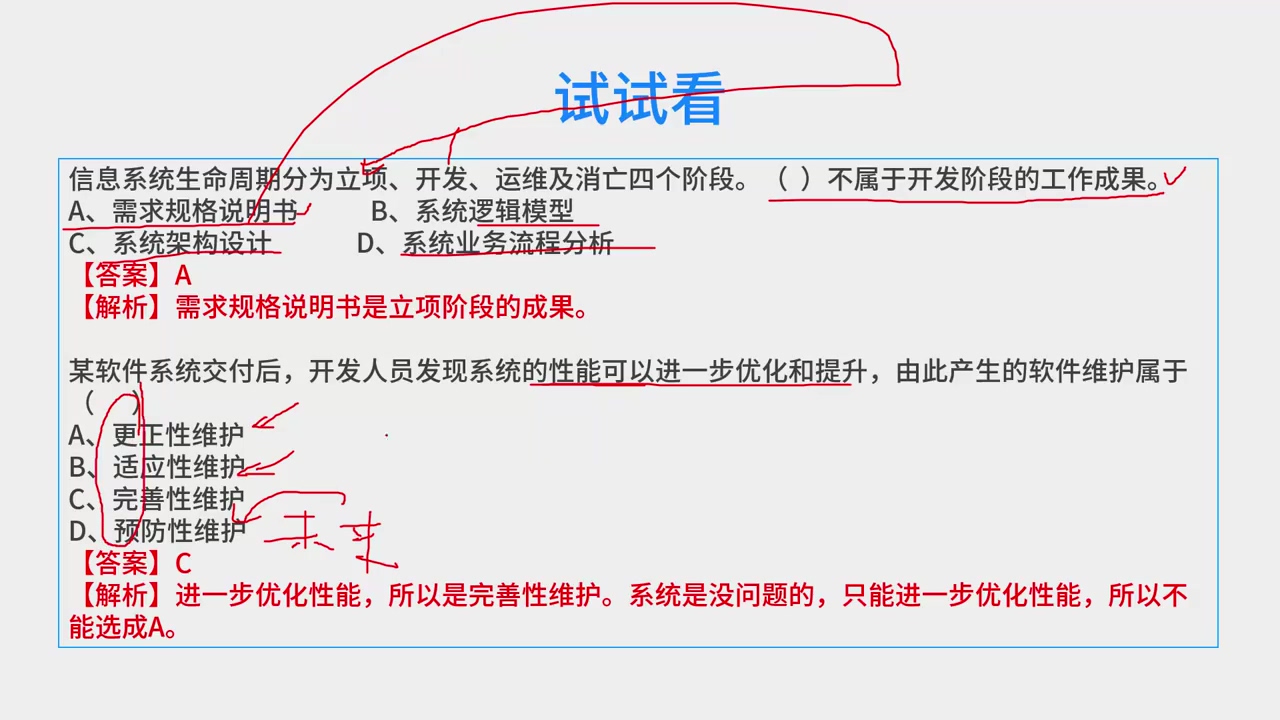 试试看
信息系统生命周期分为立项、开发、运维及消亡四个阶段。（ ）不属于开发阶段的工作成果。
A、需求规格说明书 B、系统逻辑模型
C、系统架构设计 D、系统业务流程分析
【答案】A
【解析】需求规格说明书是立项阶段的成果。
某软件系统交付后，开发人员发现系统的性能可以进一步优化和提升，由此产生的软件维护属于
（ ）
A、更正性维护
B、适应性维护
C、完善性维护
D、预防性维护
未来
【答案】C
【解析】进一步优化性能，所以是完善性维护。系统是没问题的，只能进一步优化性能，所以不
能选成A。